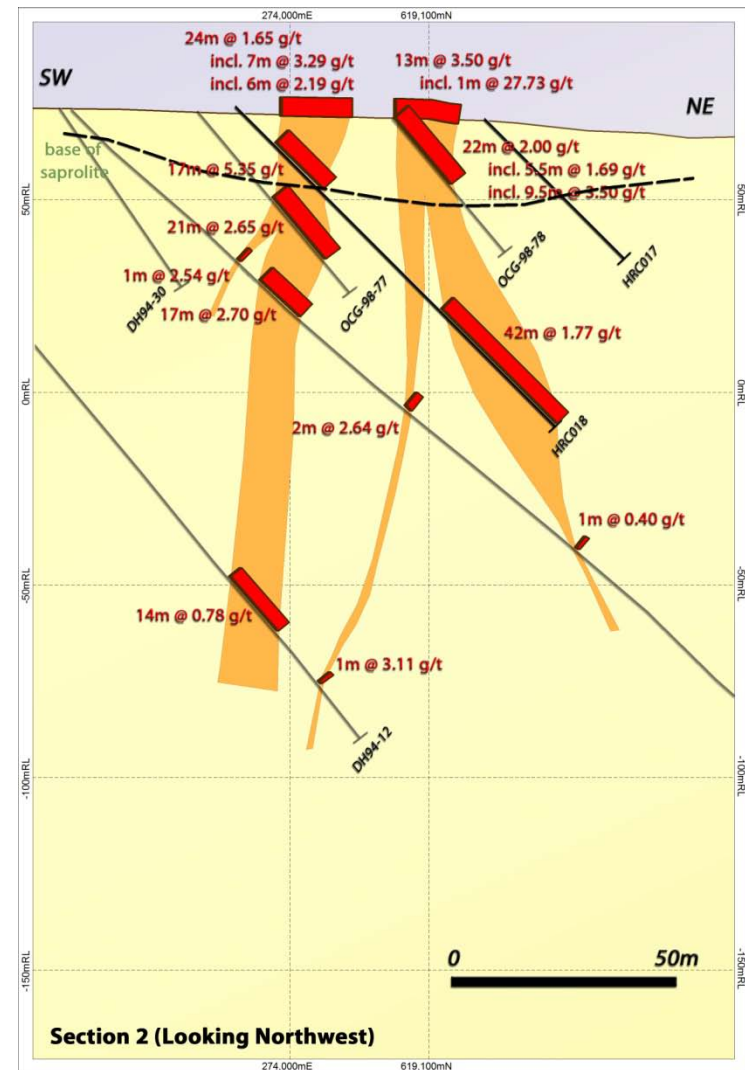 274,000mE
619,100mN
24m @ 1.65 g/t
incl. 7m @ 3.29 g/t
incl. 6m @ 2.19 g/t
13m @ 3.50 g/t
incl. 1m @ 27.73 g/t
SW
NE
base of
saprolite
22m @ 2.00 g/t
incl. 5.5m @ 1.69 g/t
incl. 9.5m @ 3.50 g/t
17m @ 5.35 g/t
50mRL
50mRL
21m @ 2.65 g/t
1m @ 2.54 g/t
17m @ 2.70 g/t
DH94-30
OCG-98-77
OCG-98-78
HRC017
42m @ 1.77 g/t
0mRL
0mRL
2m @ 2.64 g/t
HRC018
1m @ 0.40 g/t
-50mRL
-50mRL
14m @ 0.78 g/t
1m @ 3.11 g/t
DH94-12
-100mRL
-100mRL
0
50m
-150mRL
-150mRL
Section 2 (Looking Northwest)
274,000mE
619,100mN